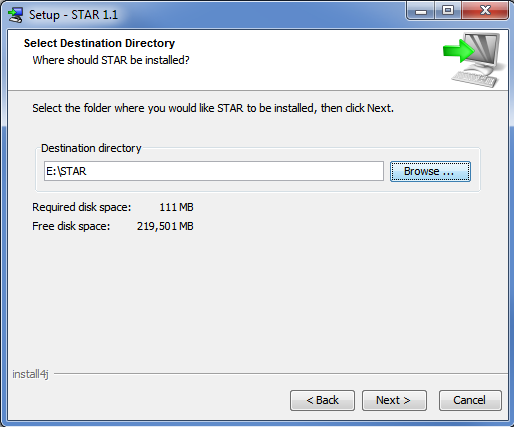 Setup - STAR 1.1
Select Destination Directory
Where should STAR be installed?
Select the folder where you would like STAR to be installed, then click Next.
Destination directory
E:\STAR
Browse ...
Required disk space: 111 MB
Free disk space: 219,501 MB
install4j
< Back
Next >
Cancel